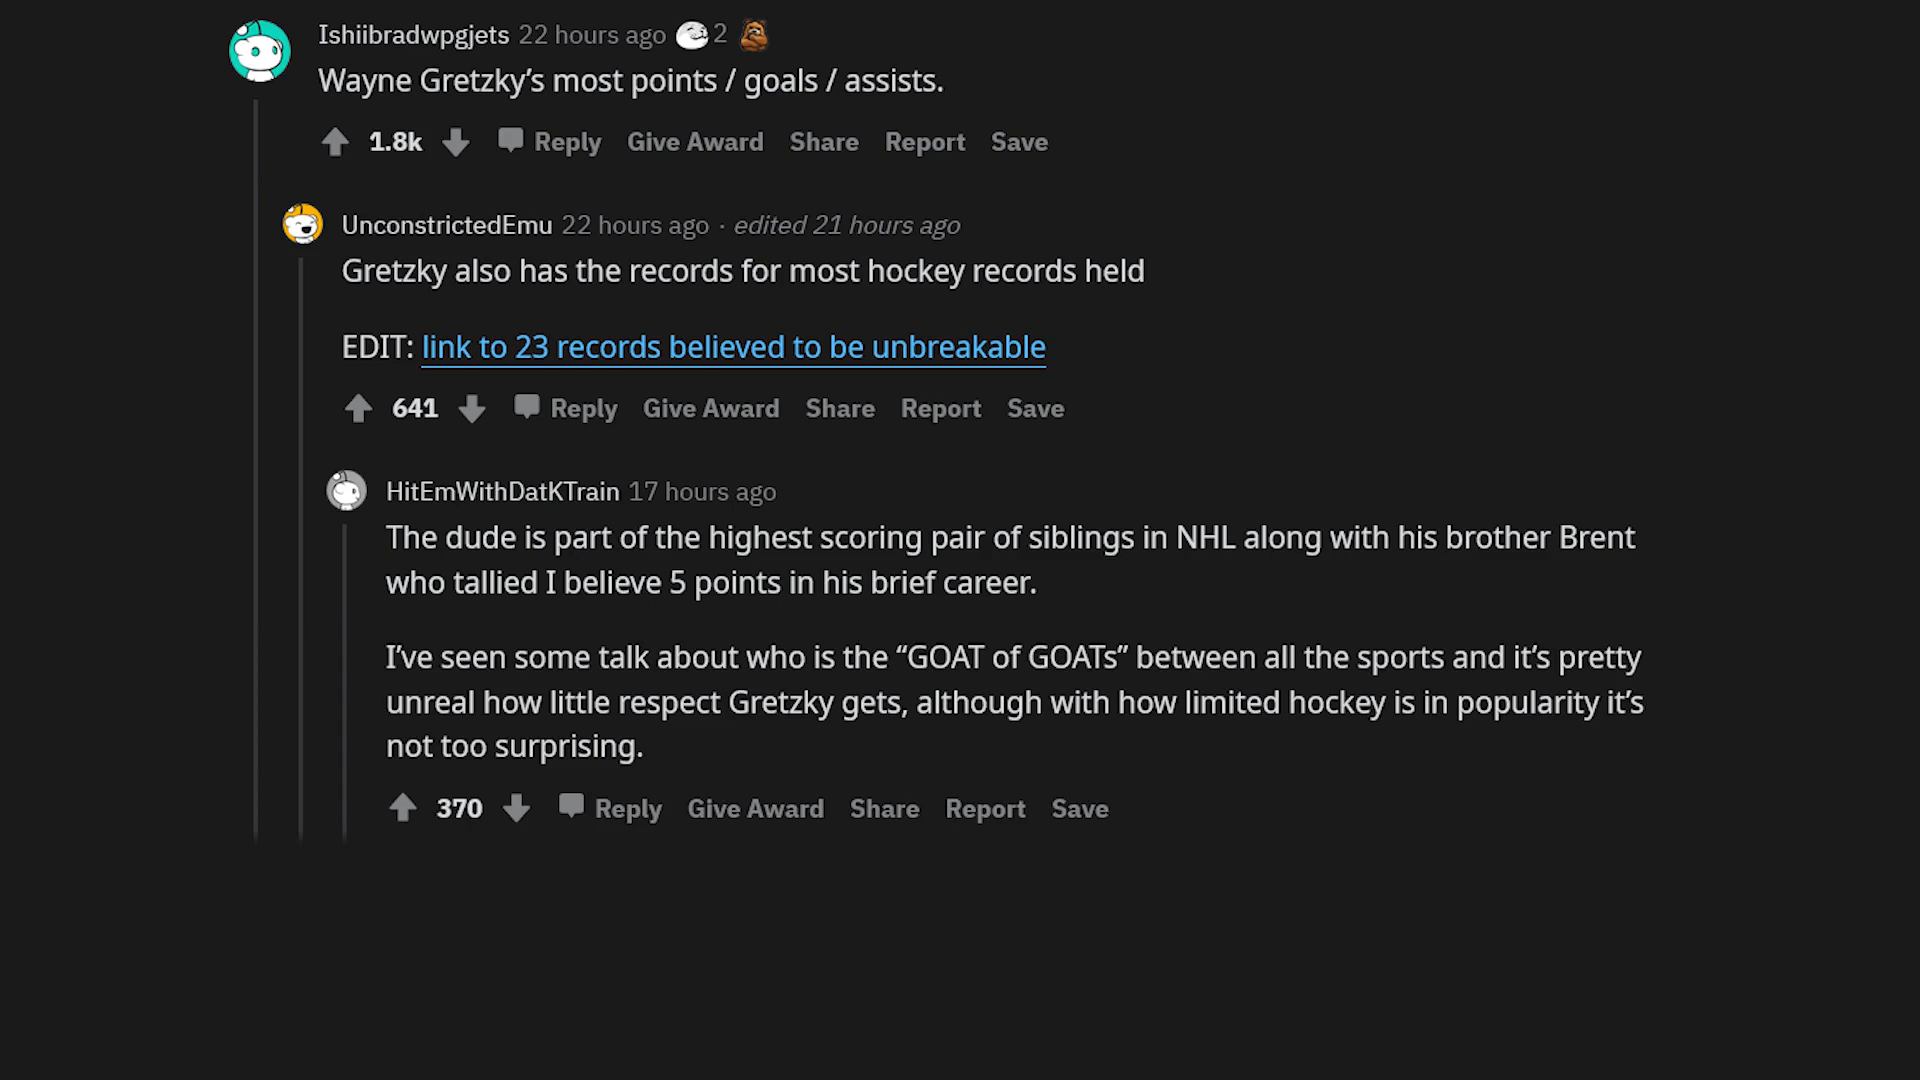 Ishiibradwpgjets 22 hours ago 2
Wayne Gretzky’s most points / goals / assists.
1.8k Reply Give Award Share Report Save
UnconstrictedEmu 22 hours ago · edited 21 hours ago
Gretzky also has the records for most hockey records held
EDIT: link to 23 records believed to be unbreakable
641 Reply Give Award Share Report Save
HitEmWithDatKTrain 17 hours ago
The dude is part of the highest scoring pair of siblings in NHL along with his brother Brent
who tallied I believe 5 points in his brief career.
I’ve seen some talk about who is the “GOAT of GOATs” between all the sports and it’s pretty
unreal how little respect Gretzky gets, although with how limited hockey is in popularity it’s
not too surprising.
370 Reply Give Award Share Report Save